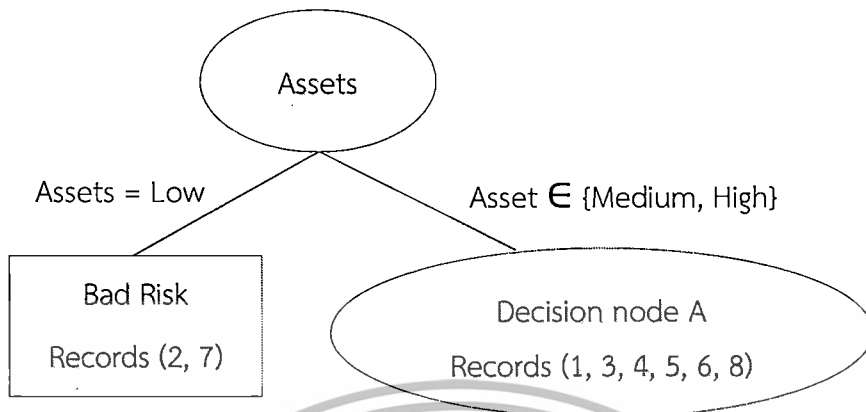 Assets
Assets = Low
Asset ∈ {Medium, High}
Bad Risk
Records (2, 7)
Decision node A
Records (1, 3, 4, 5, 6, 8)